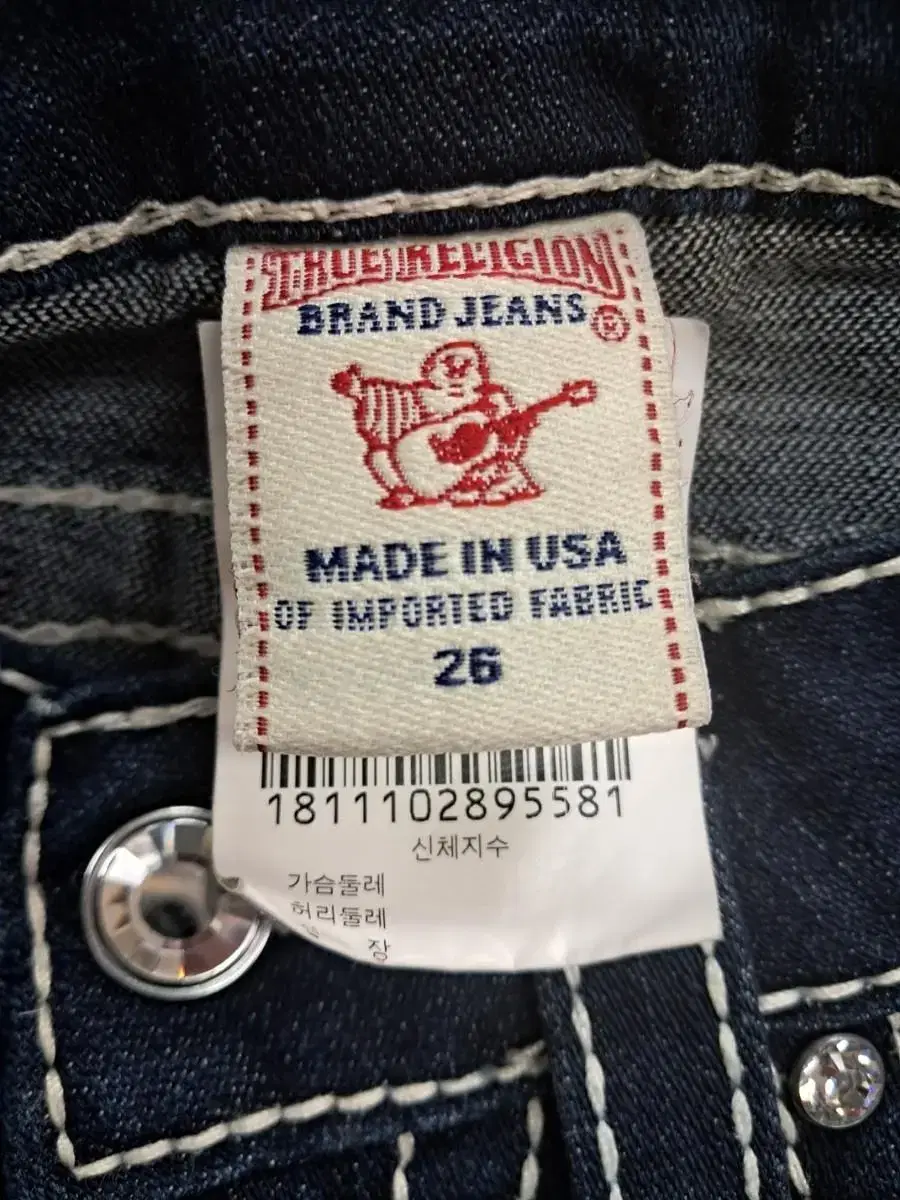 TRUE RELIGION
BRAND JEANS ®
MADE IN USA
OF IMPORTED FABRIC
26
1811102895581
신체지수
가슴둘레
허리둘레
장